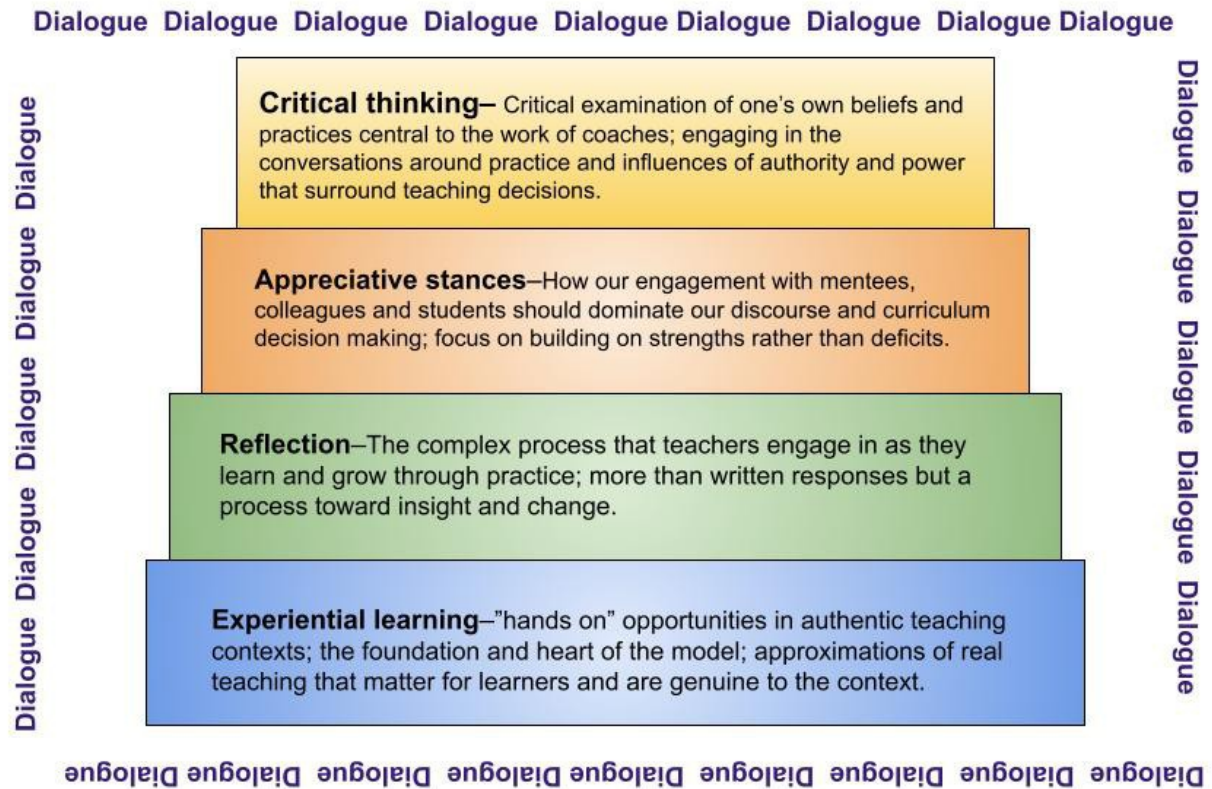 Dialogue Dialogue Dialogue Dialogue Dialogue Dialogue Dialogue Dialogue Dialogue
Critical thinking– Critical examination of one’s own beliefs and
practices central to the work of coaches; engaging in the
conversations around practice and influences of authority and power
that surround teaching decisions.
Appreciative stances–How our engagement with mentees,
colleagues and students should dominate our discourse and curriculum
decision making; focus on building on strengths rather than deficits.
Reflection–The complex process that teachers engage in as they
learn and grow through practice; more than written responses but a
process toward insight and change.
Experiential learning–”hands on” opportunities in authentic teaching
contexts; the foundation and heart of the model; approximations of real
teaching that matter for learners and are genuine to the context.
Dialogue Dialogue Dialogue Dialogue Dialogue
Dialogue Dialogue Dialogue Dialogue Dialogue
Dialogue Dialogue Dialogue Dialogue Dialogue Dialogue Dialogue Dialogue Dialogue